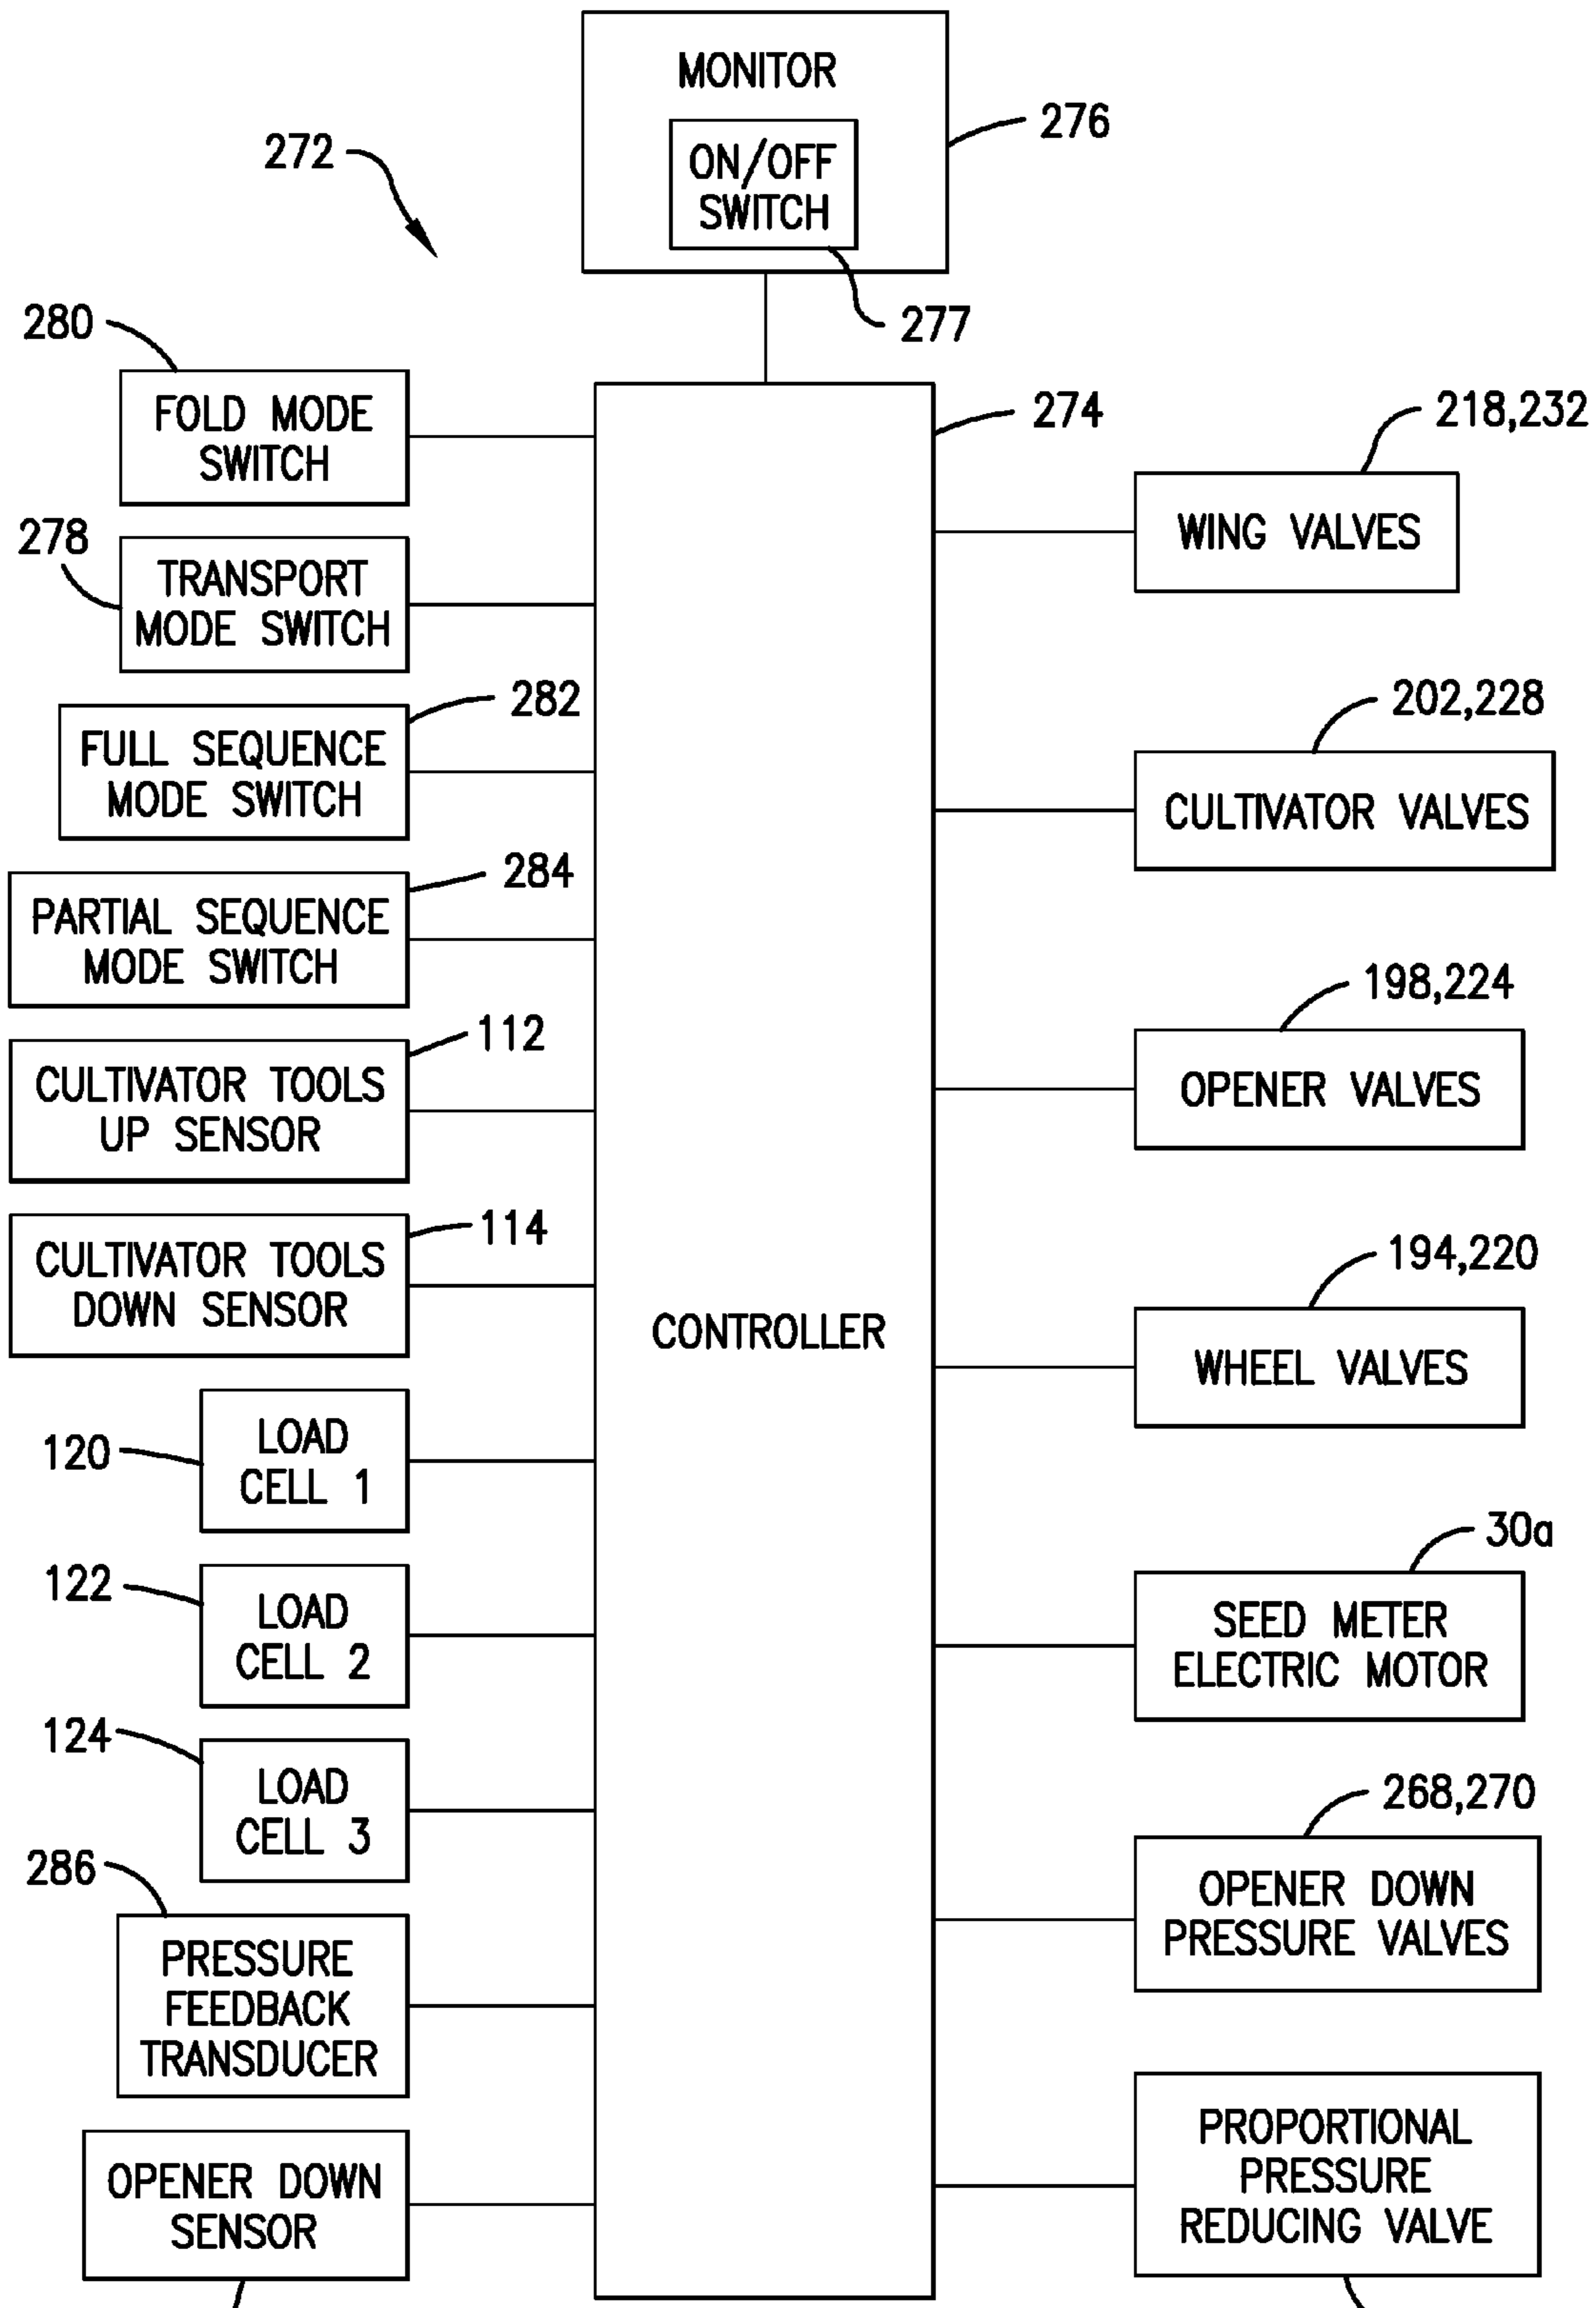 MONITOR
ON/OFF
SWITCH
276
277
272
280
FOLD MODE
SWITCH
278
TRANSPORT
MODE SWITCH
282
FULL SEQUENCE
MODE SWITCH
284
PARTIAL SEQUENCE
MODE SWITCH
112
CULTIVATOR TOOLS
UP SENSOR
114
CULTIVATOR TOOLS
DOWN SENSOR
120
LOAD
CELL 1
122
LOAD
CELL 2
124
LOAD
CELL 3
286
PRESSURE
FEEDBACK
TRANSDUCER
OPENER DOWN
SENSOR
274
CONTROLLER
218,232
WING VALVES
202,228
CULTIVATOR VALVES
198,224
OPENER VALVES
194,220
WHEEL VALVES
30a
SEED METER
ELECTRIC MOTOR
268,270
OPENER DOWN
PRESSURE VALVES
PROPORTIONAL
PRESSURE
REDUCING VALVE